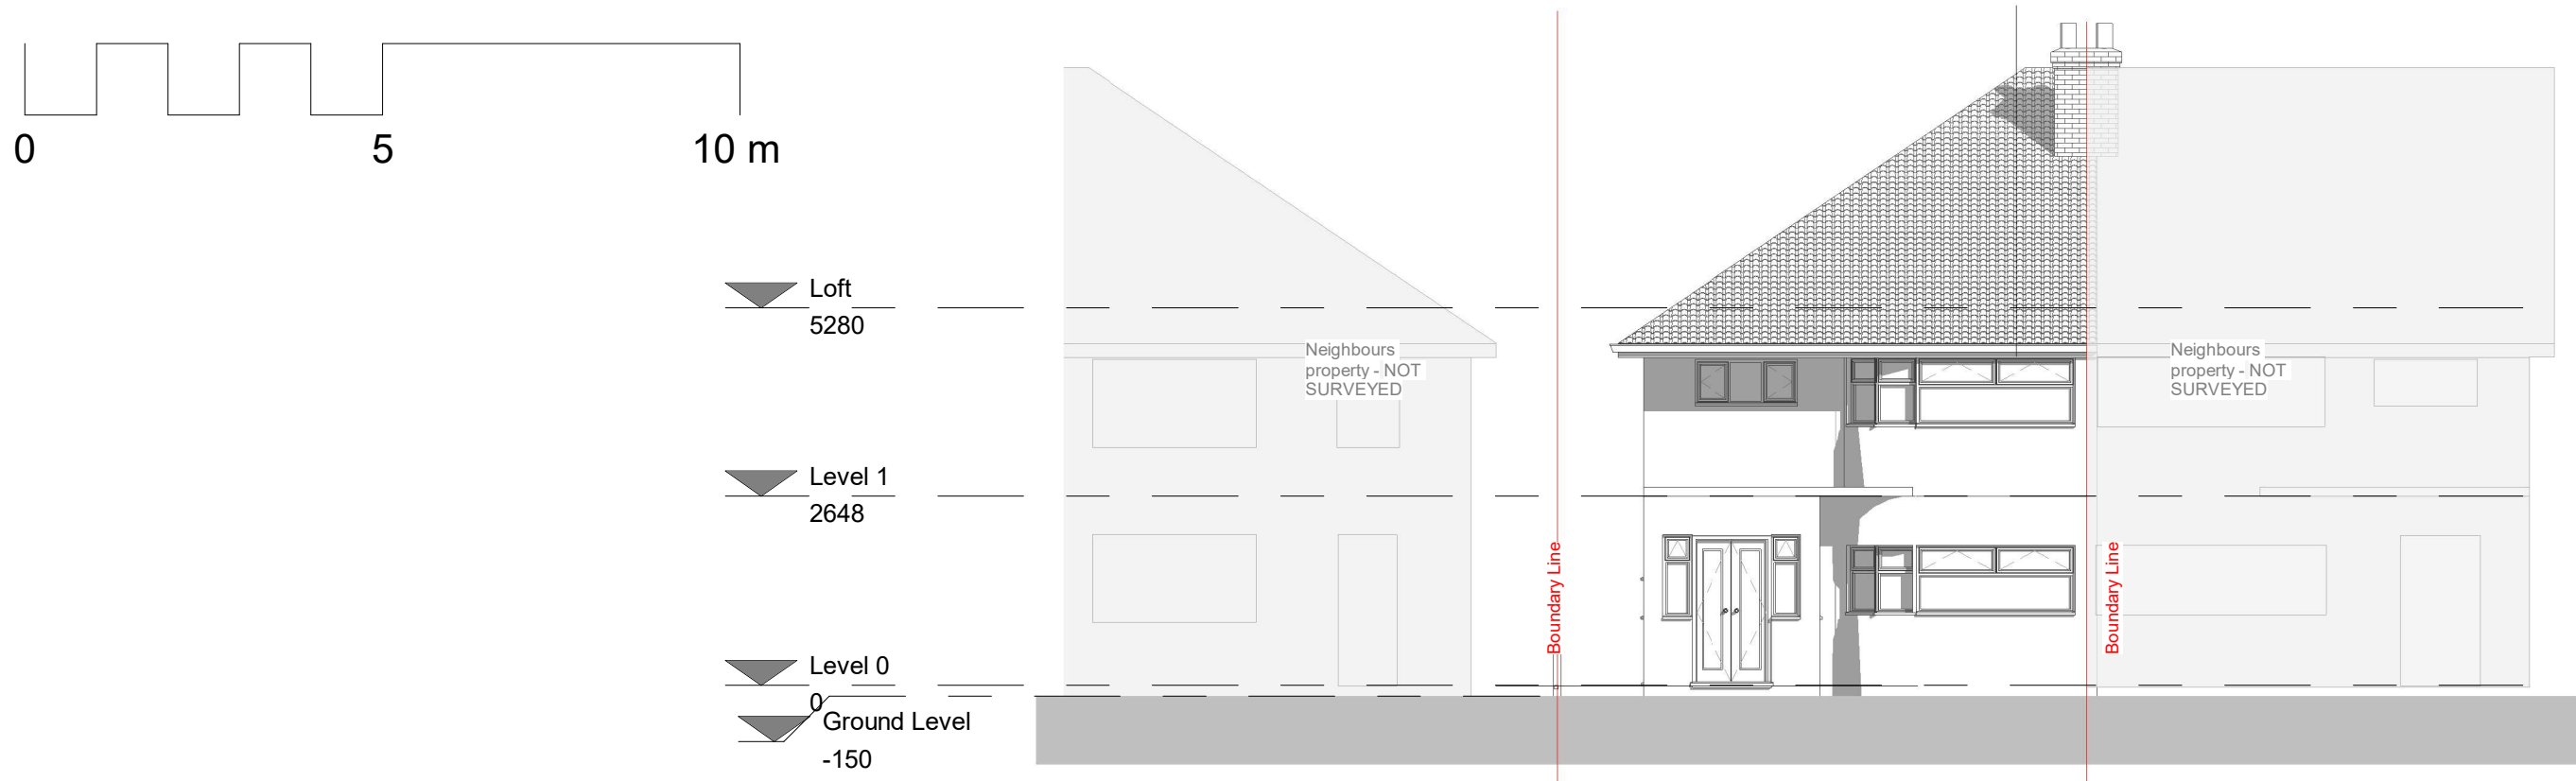 0
5
10 m
Loft
5280
Neighbours
property - NOT
SURVEYED
Neighbours
property - NOT
SURVEYED
Level 1
2648
Boundary Line
Boundary Line
Level 0
0
Ground Level
-150